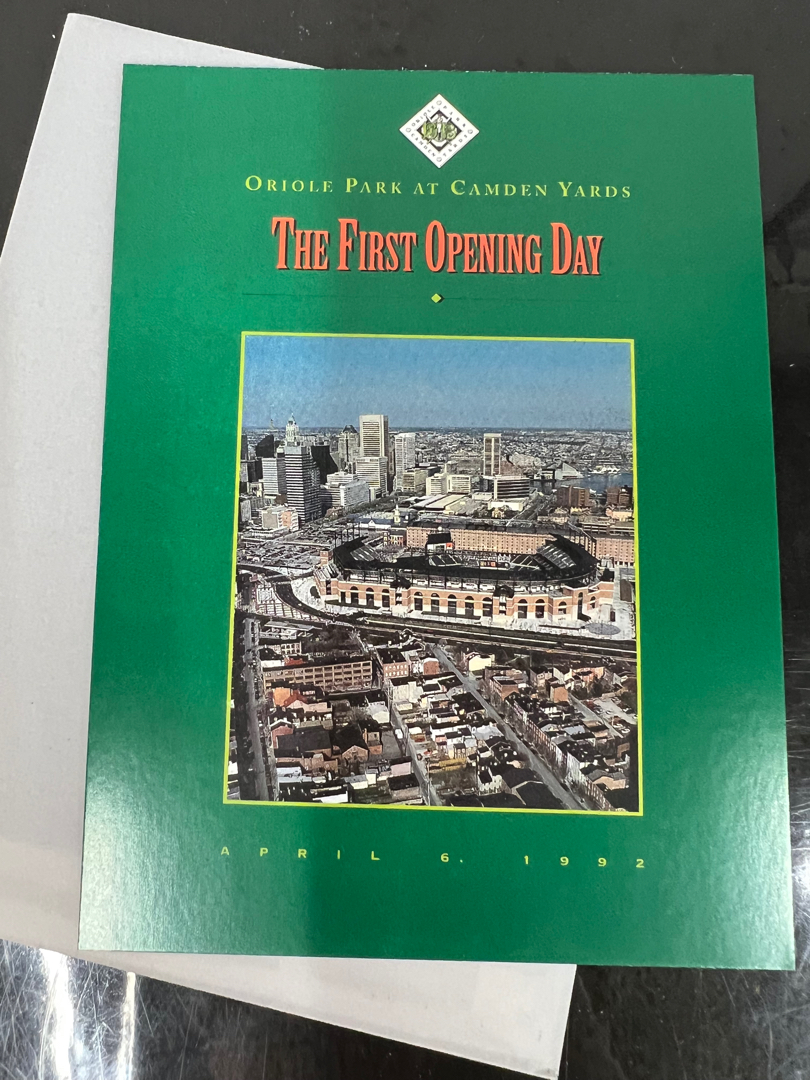 ORIOLE PARK AT CAMDEN YARDS
THE FIRST OPENING DAY
APRIL 6, 1992